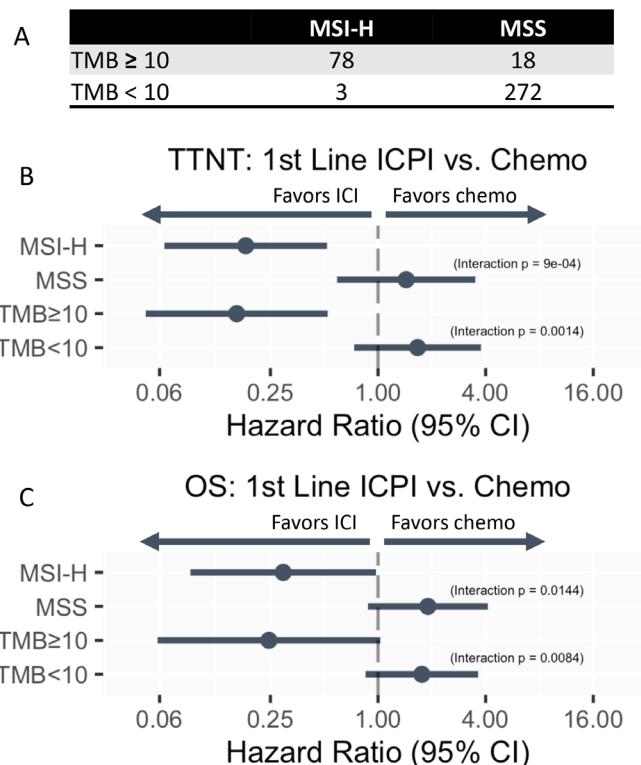 A
MSI-H MSS
TMB ≥ 10 78 18
TMB < 10 3 272
B
TTNT: 1st Line ICPI vs. Chemo
Favors ICI Favors chemo
MSI-H
(Interaction p = 9e-04)
MSS
TMB≥10
(Interaction p = 0.0014)
TMB<10
0.06 0.25 1.00 4.00 16.00
Hazard Ratio (95% CI)
C
OS: 1st Line ICPI vs. Chemo
Favors ICI Favors chemo
MSI-H
(Interaction p = 0.0144)
MSS
TMB≥10
(Interaction p = 0.0084)
TMB<10
0.06 0.25 1.00 4.00 16.00
Hazard Ratio (95% CI)